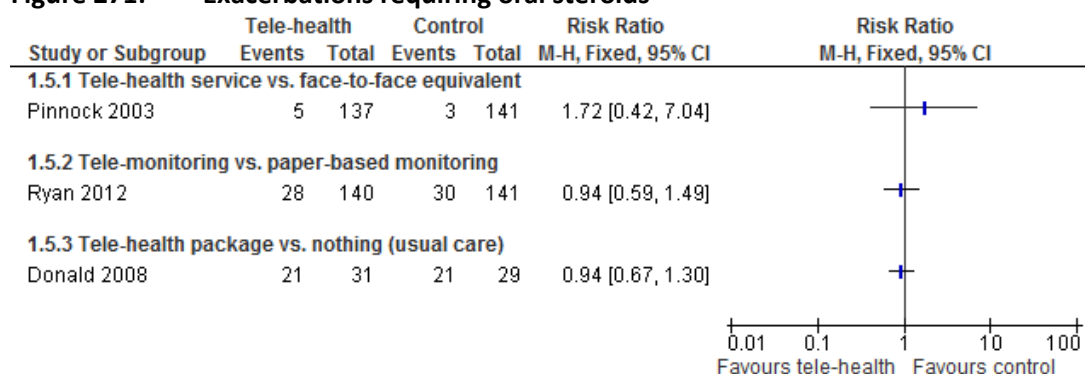 Figure 271: Exacerbations requiring oral steroids
Tele-health Control Risk Ratio Risk Ratio
Study or Subgroup Events Total Events Total M-H, Fixed, 95% CI M-H, Fixed, 95% CI
1.5.1 Tele-health service vs. face-to-face equivalent
Pinnock 2003 5 137 3 141 1.72 [0.42, 7.04]
1.5.2 Tele-monitoring vs. paper-based monitoring
Ryan 2012 28 140 30 141 0.94 [0.59, 1.49]
1.5.3 Tele-health package vs. nothing (usual care)
Donald 2008 21 31 21 29 0.94 [0.67, 1.30]
0.01 0.1 1 10 100
Favours tele-health Favours control